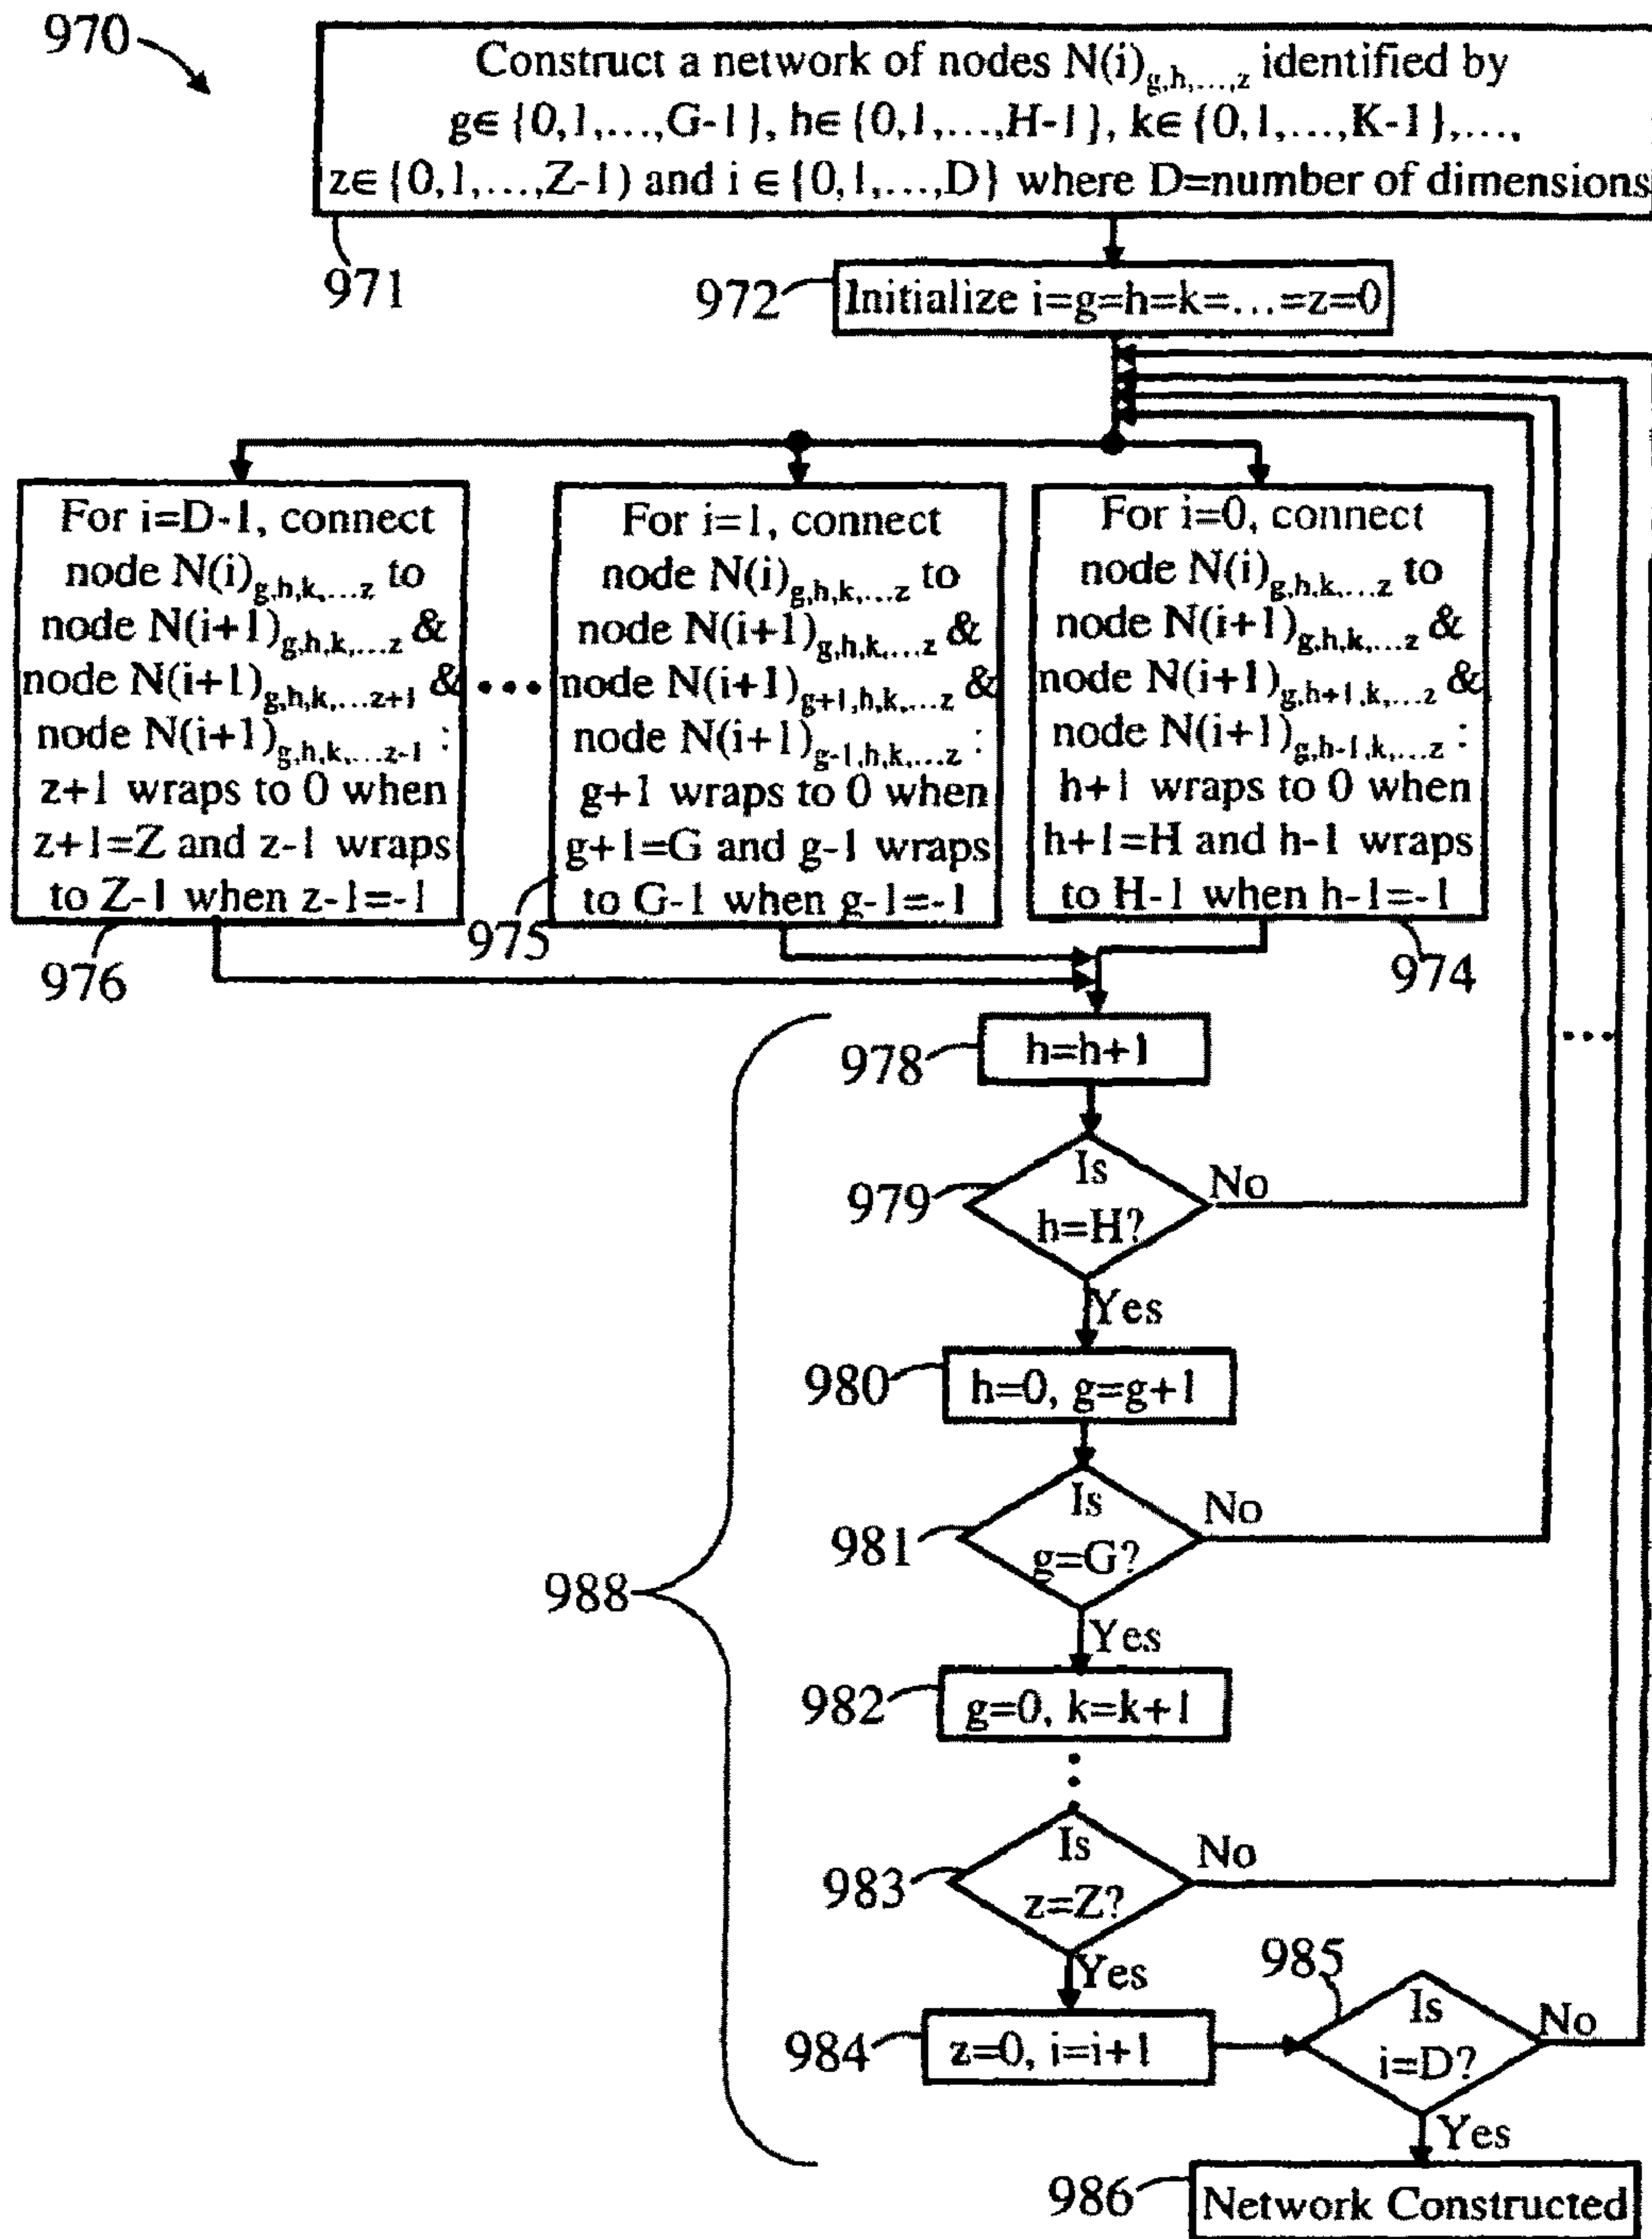 970
Construct a network of nodes N(i)g,h,...,z identified by
g∈{0,1,...,G-1}, h∈{0,1,...,H-1}, k∈{0,1,...,K-1},...,
z∈{0,1,...,Z-1) and i ∈{0,1,...,D} where D=number of dimensions
971
972
Initialize i=g=h=k=...=z=0
For i=D-1, connect
node N(i)g,h,k,...z to
node N(i+1)g,h,k,...z &
node N(i+1)g,h,k,...z+1 &
node N(i+1)g,h,k,...z-1 :
z+1 wraps to 0 when
z+1=Z and z-1 wraps
to Z-1 when z-1=-1
976
...
For i=1, connect
node N(i)g,h,k,...z to
node N(i+1)g,h,k,...z &
node N(i+1)g+1,h,k,...z &
node N(i+1)g-1,h,k,...z :
g+1 wraps to 0 when
g+1=G and g-1 wraps
to G-1 when g-1=-1
975
For i=0, connect
node N(i)g,h,k,...z to
node N(i+1)g,h,k,...z &
node N(i+1)g,h+1,k,...z &
node N(i+1)g,h-1,k,...z :
h+1 wraps to 0 when
h+1=H and h-1 wraps
to H-1 when h-1=-1
974
978
h=h+1
...
979
Is
h=H?
No
Yes
980
h=0, g=g+1
981
Is
g=G?
No
988
Yes
982
g=0, k=k+1
983
Is
z=Z?
No
Yes
984
z=0, i=i+1
985
Is
i=D?
No
Yes
986
Network Constructed